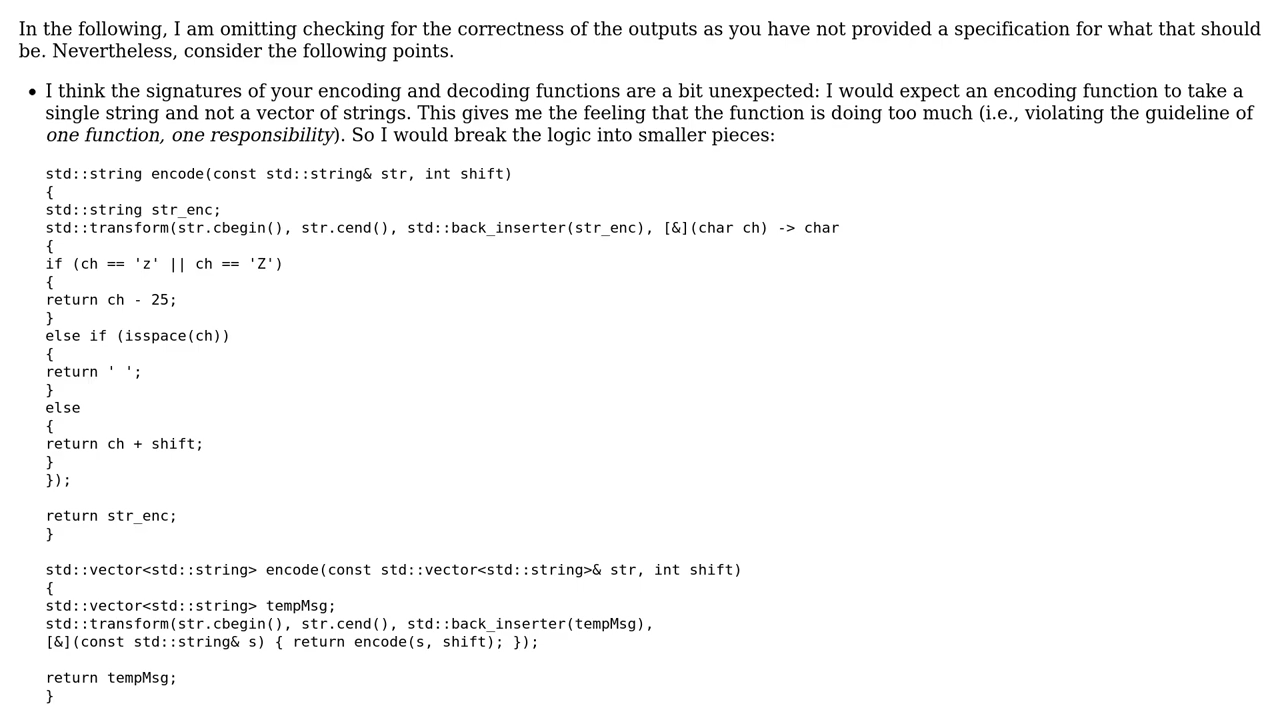 In the following, I am omitting checking for the correctness of the outputs as you have not provided a specification for what that should
be. Nevertheless, consider the following points.
• I think the signatures of your encoding and decoding functions are a bit unexpected: I would expect an encoding function to take a
single string and not a vector of strings. This gives me the feeling that the function is doing too much (i.e., violating the guideline of
one function, one responsibility). So I would break the logic into smaller pieces:
std::string encode(const std::string& str, int shift)
{
std::string str_enc;
std::transform(str.cbegin(), str.cend(), std::back_inserter(str_enc), [&](char ch) -> char
{
if (ch == 'z' || ch == 'Z')
{
return ch - 25;
}
else if (isspace(ch))
{
return ' ';
}
else
{
return ch + shift;
}
});
return str_enc;
}
std::vector<std::string> encode(const std::vector<std::string>& str, int shift)
{
std::vector<std::string> tempMsg;
std::transform(str.cbegin(), str.cend(), std::back_inserter(tempMsg),
[&](const std::string& s) { return encode(s, shift); });
return tempMsg;
}